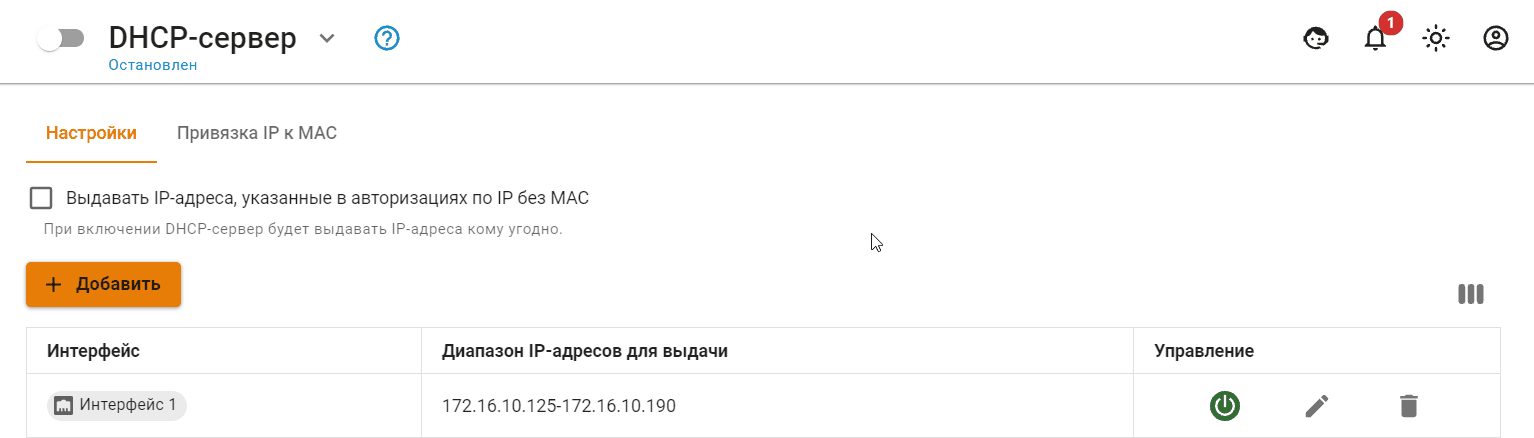 DHCP-сервер
Остановлен
1
Настройки
Привязка IP к MAC
Выдавать IP-адреса, указанные в авторизациях по IP без MAC
При включении DHCP-сервер будет выдавать IP-адреса кому угодно.
+ Добавить
Интерфейс
Диапазон IP-адресов для выдачи
Управление
Интерфейс 1
172.16.10.125-172.16.10.190